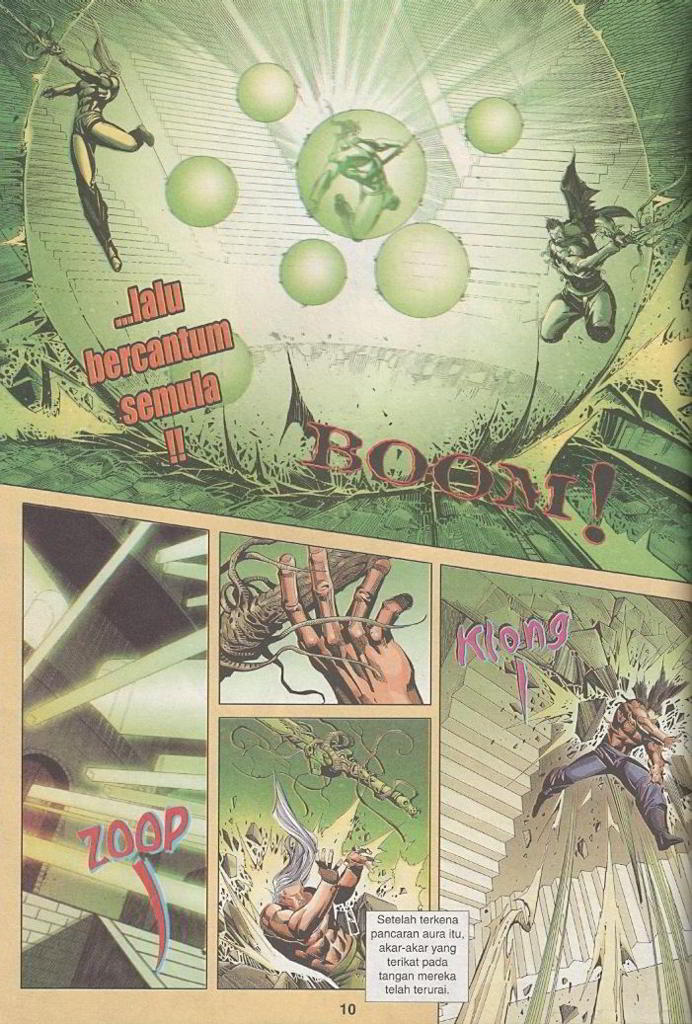 ...lalu
bercantum
semula
!!
BOOM!
ZOOP
Klong
Setelah terkena
pancaran aura itu,
akar-akar yang
terikat pada
tangan mereka
telah terurai.
10